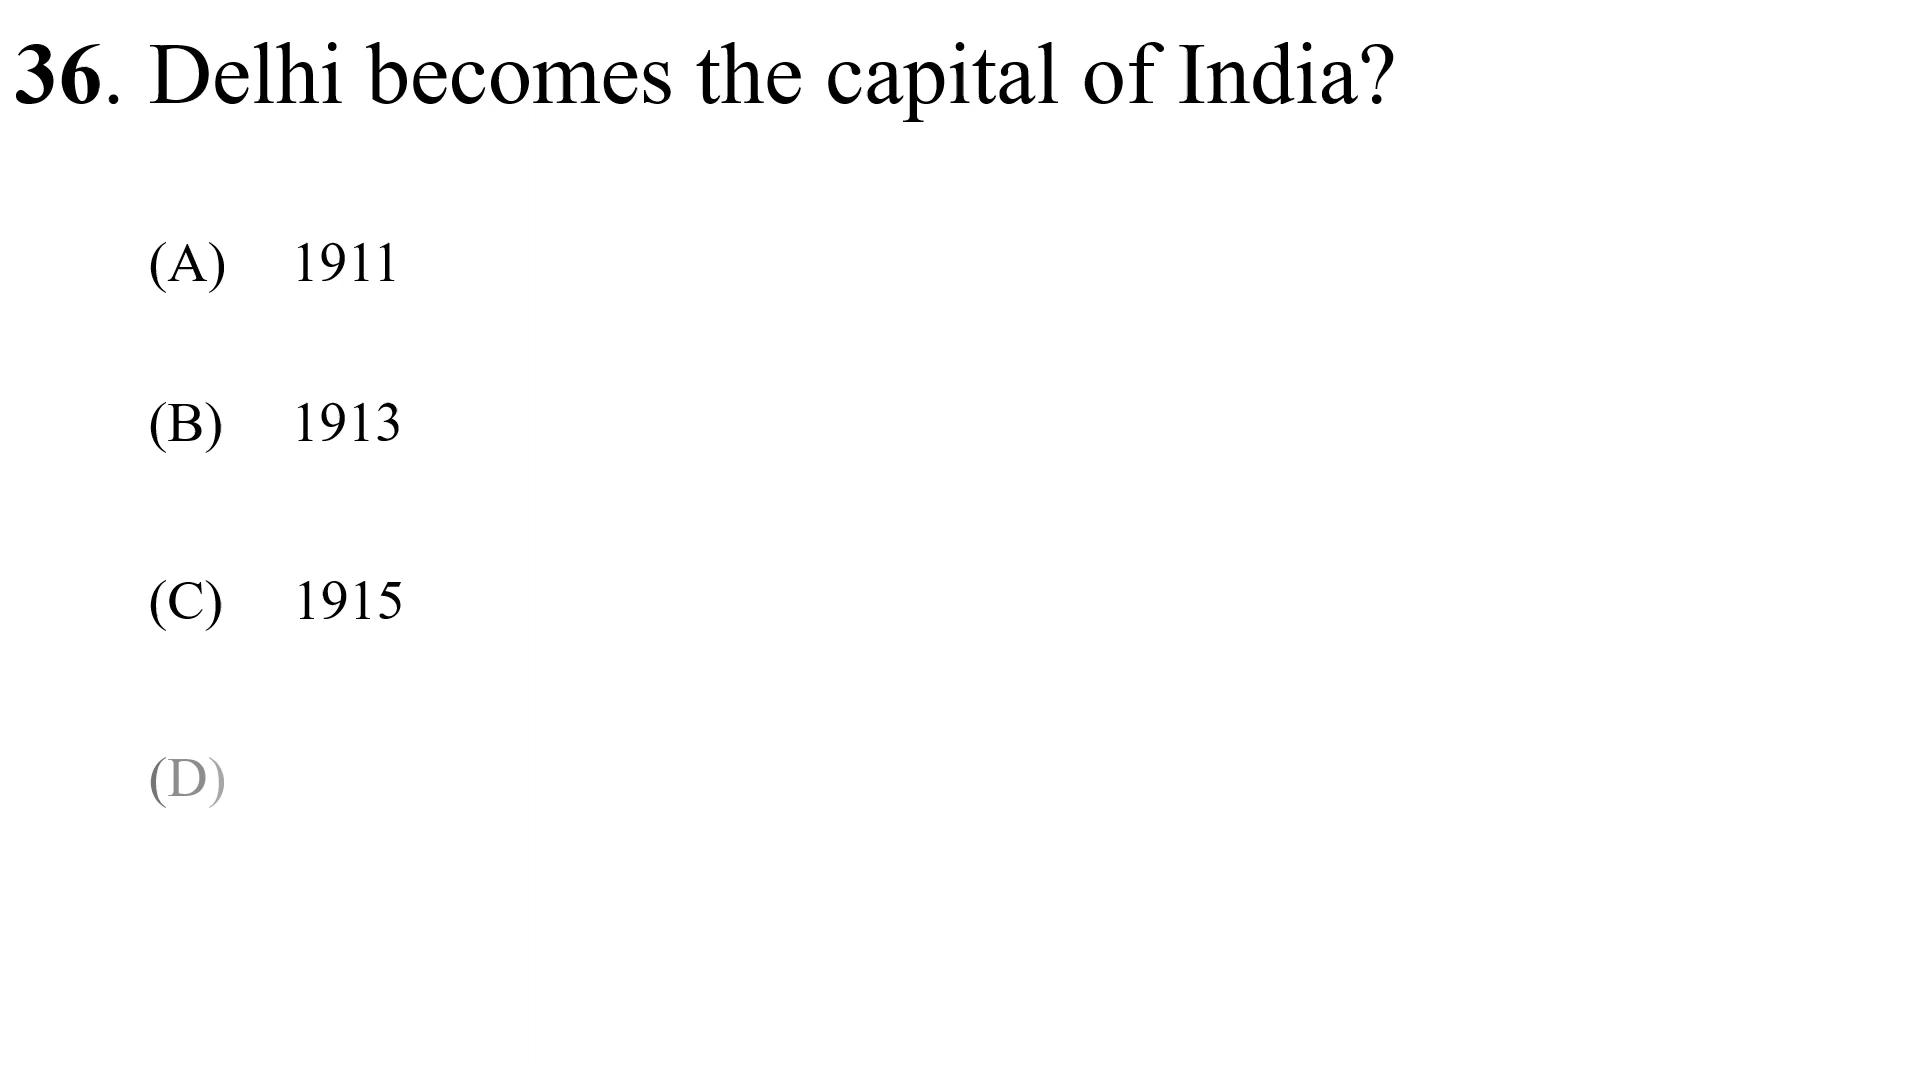 36. Delhi becomes the capital of India?
(A) 1911
(B) 1913
(C) 1915
(D)